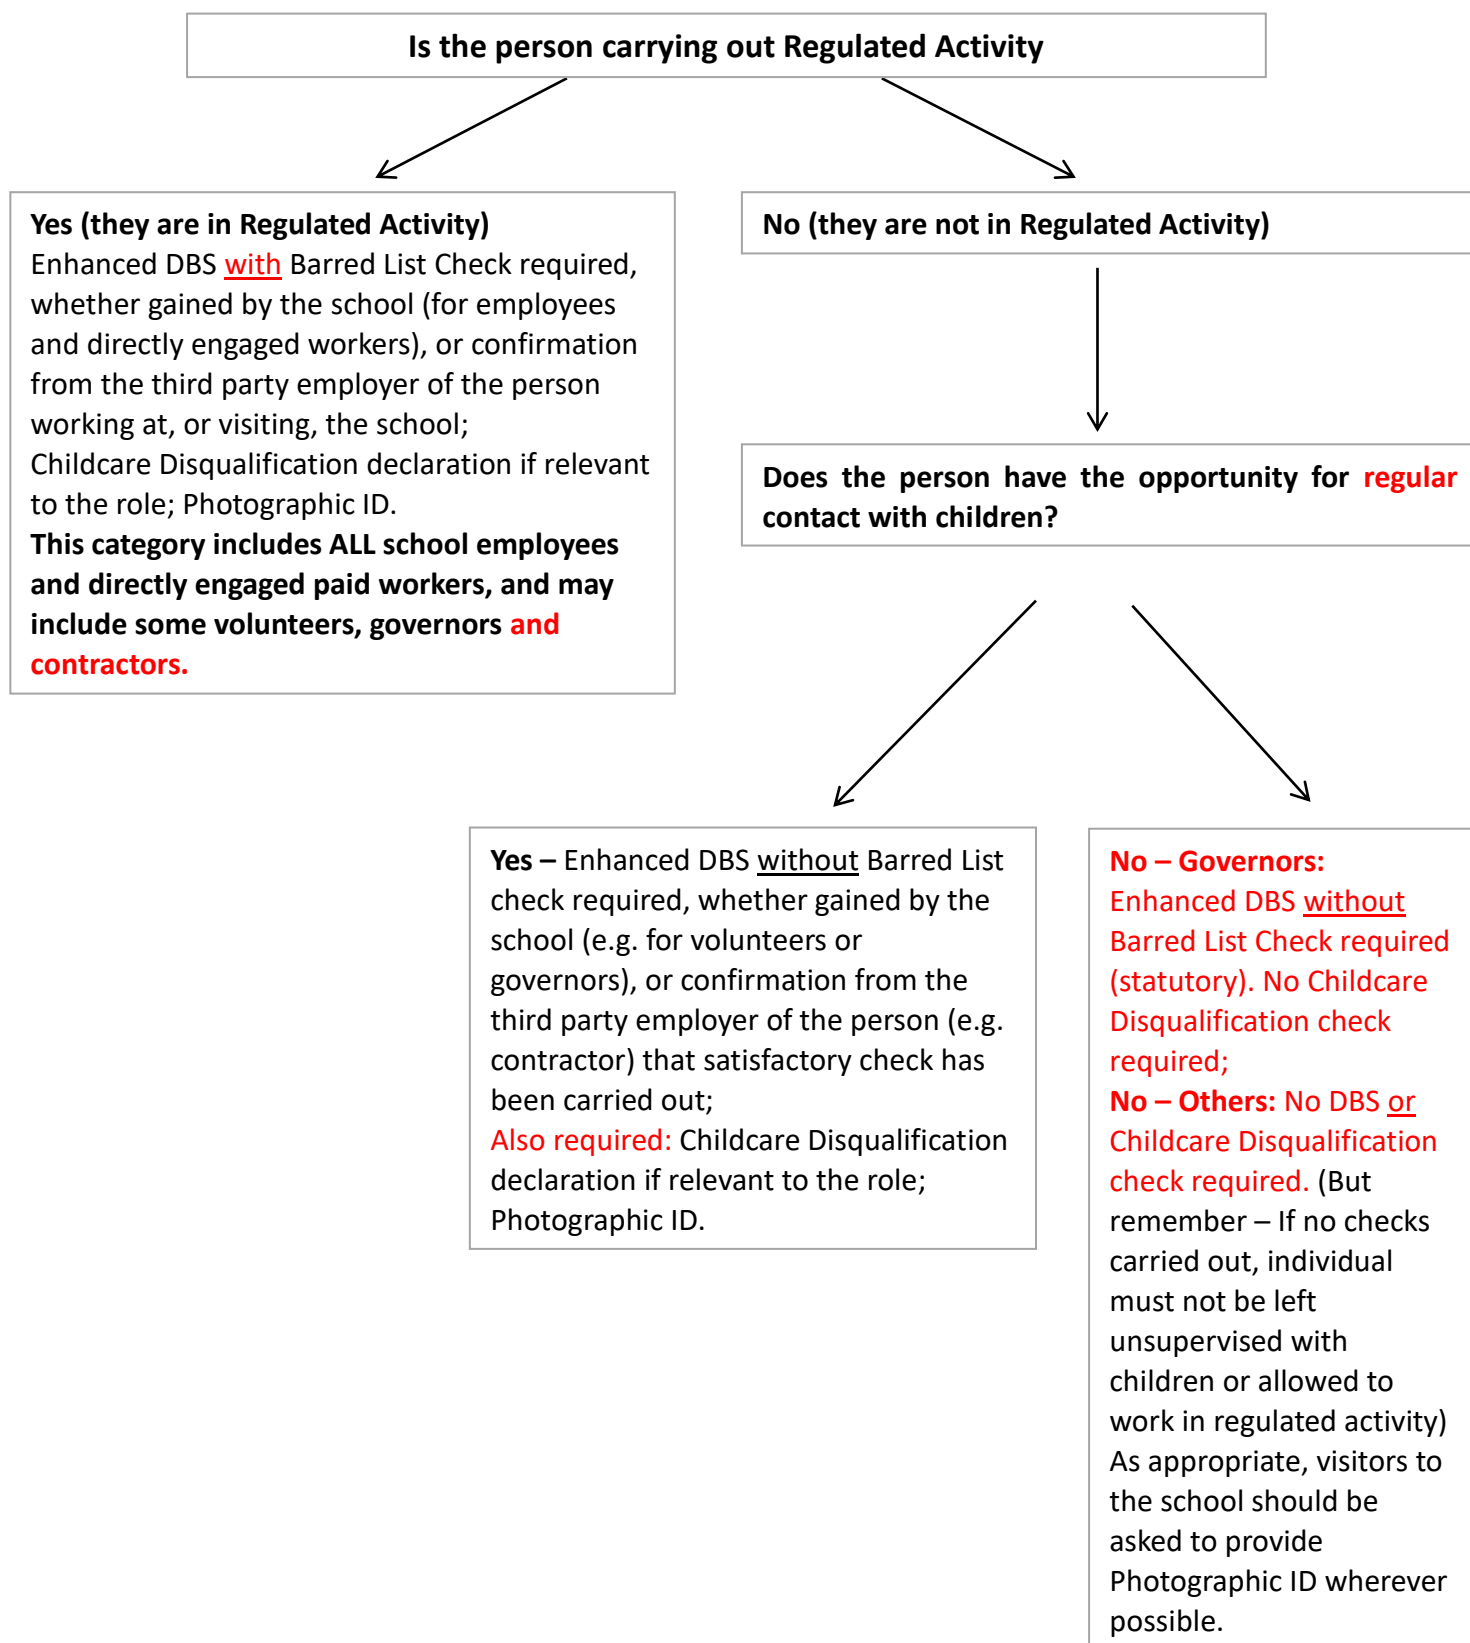 Is the person carrying out Regulated Activity
Yes (they are in Regulated Activity)
Enhanced DBS with Barred List Check required,
whether gained by the school (for employees
and directly engaged workers), or confirmation
from the third party employer of the person
working at, or visiting, the school;
Childcare Disqualification declaration if relevant
to the role; Photographic ID.
This category includes ALL school employees
and directly engaged paid workers, and may
include some volunteers, governors and
contractors.
No (they are not in Regulated Activity)
Does the person have the opportunity for regular
contact with children?
Yes – Enhanced DBS without Barred List
check required, whether gained by the
school (e.g. for volunteers or
governors), or confirmation from the
third party employer of the person (e.g.
contractor) that satisfactory check has
been carried out;
Also required: Childcare Disqualification
declaration if relevant to the role;
Photographic ID.
No – Governors:
Enhanced DBS without
Barred List Check required
(statutory). No Childcare
Disqualification check
required;
No – Others: No DBS or
Childcare Disqualification
check required. (But
remember – If no checks
carried out, individual
must not be left
unsupervised with
children or allowed to
work in regulated activity)
As appropriate, visitors to
the school should be
asked to provide
Photographic ID wherever
possible.